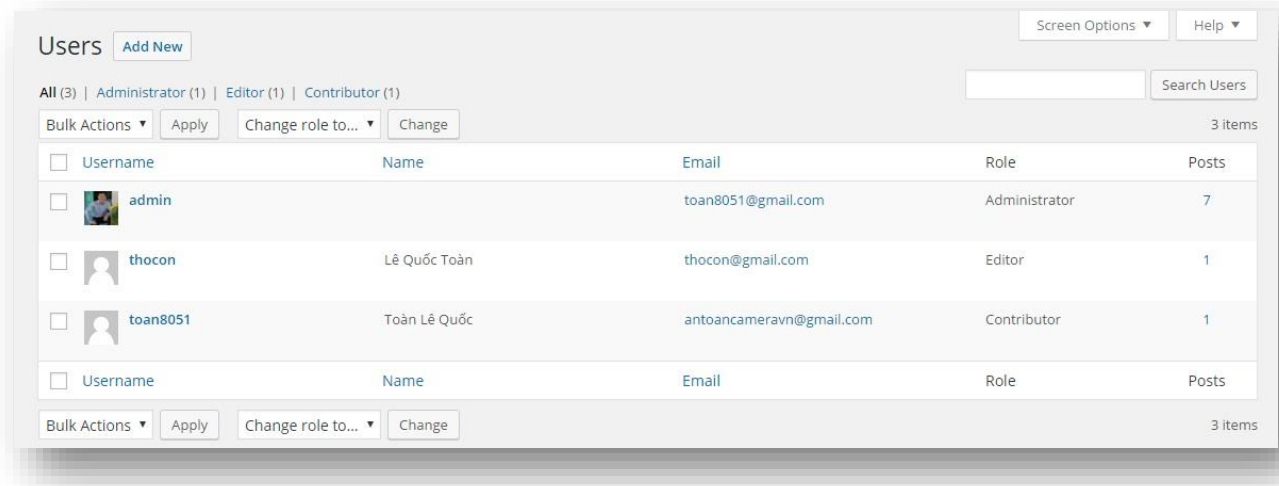 Screen Options ▼ Help ▼
Users Add New
All (3) | Administrator (1) | Editor (1) | Contributor (1)
Search Users
Bulk Actions ▼ Apply Change role to... ▼ Change 3 items
Username Name Email Role Posts
admin toan8051@gmail.com Administrator 7
thocon Lê Quốc Toàn thocon@gmail.com Editor 1
toan8051 Toàn Lê Quốc antoancameravn@gmail.com Contributor 1
Username Name Email Role Posts
Bulk Actions ▼ Apply Change role to... ▼ Change 3 items